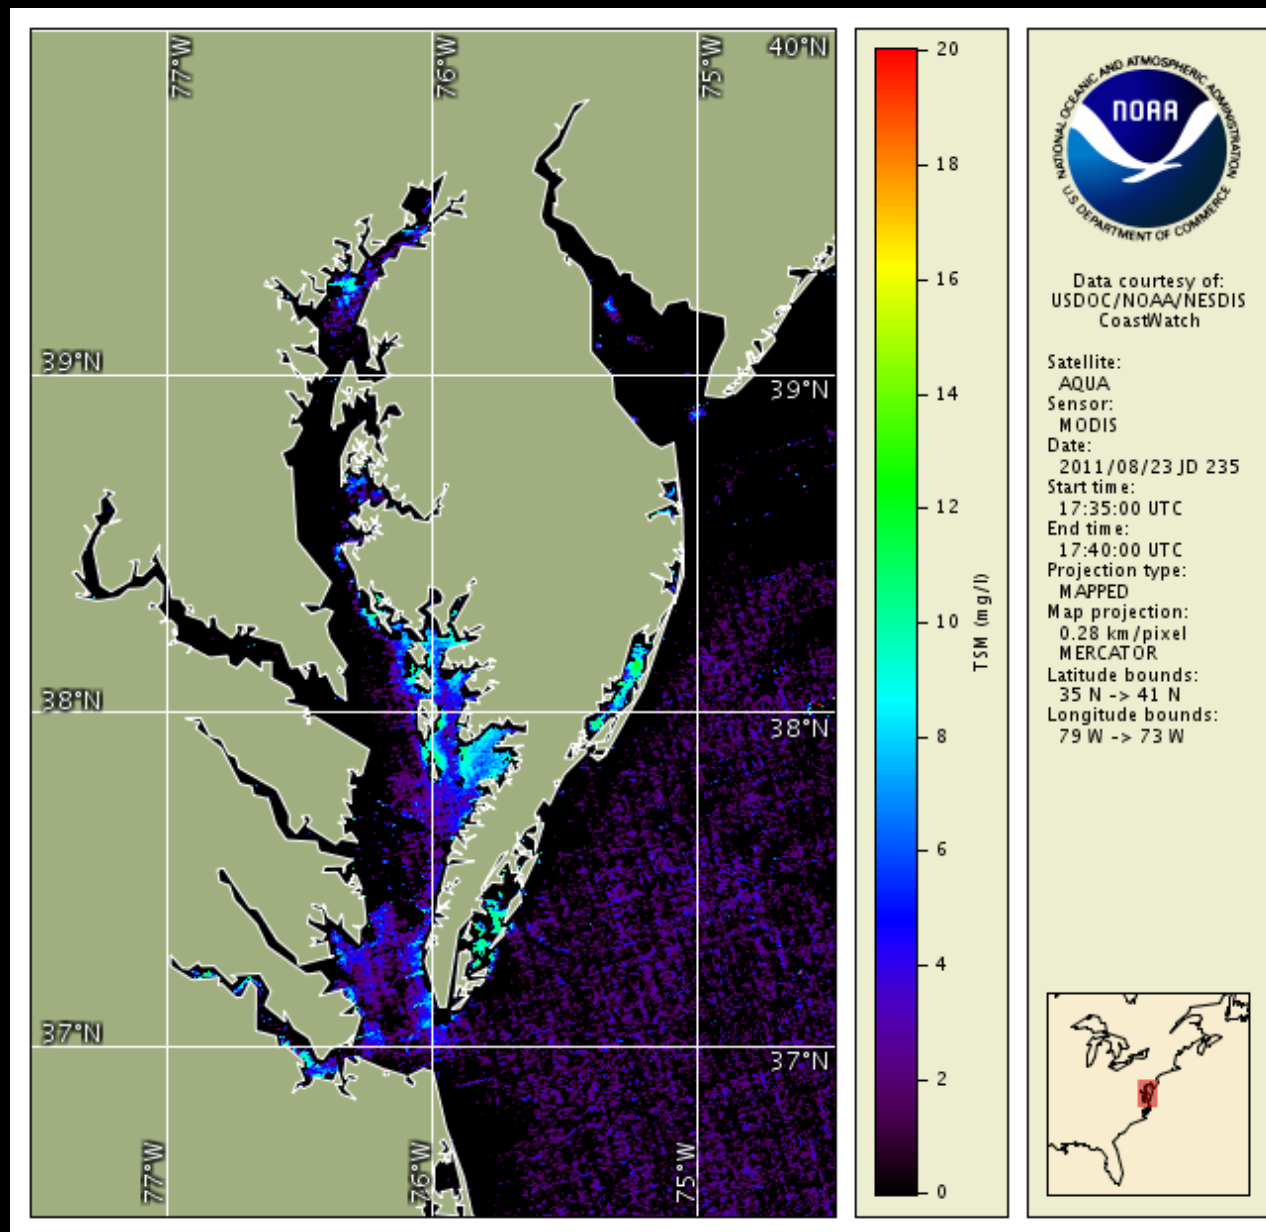 77°W
76°W
75°W
40°N
39°N
39°N
38°N
38°N
37°N
37°N
77°W
76°W
75°W
20
18
16
14
12
10
8
6
4
2
0
TSM (mg/l)
NATIONAL OCEANIC AND ATMOSPHERIC ADMINISTRATION
NOAA
U.S. DEPARTMENT OF COMMERCE
Data courtesy of:
USDOC/NOAA/NESDIS
CoastWatch
Satellite:
AQUA
Sensor:
MODIS
Date:
2011/08/23 JD 235
Start time:
17:35:00 UTC
End time:
17:40:00 UTC
Projection type:
MAPPED
Map projection:
0.28 km/pixel
MERCATOR
Latitude bounds:
35 N -> 41 N
Longitude bounds:
79 W -> 73 W